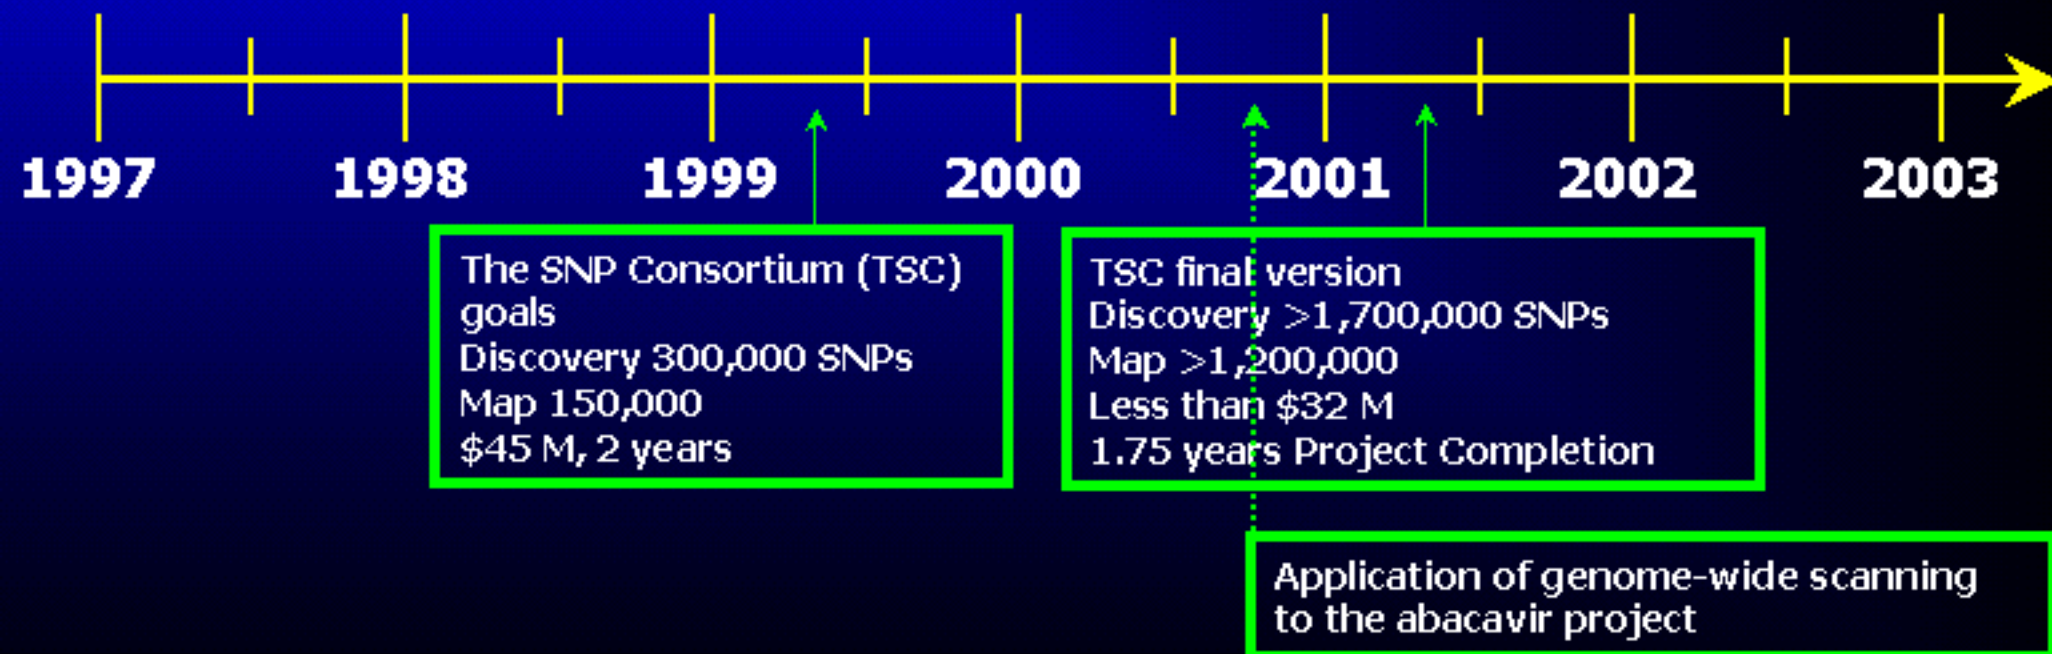 1997 1998 1999 2000 2001 2002 2003
The SNP Consortium (TSC)
goals
Discovery 300,000 SNPs
Map 150,000
$45 M, 2 years
TSC final version
Discovery >1,700,000 SNPs
Map >1,200,000
Less than $32 M
1.75 years Project Completion
Application of genome-wide scanning
to the abacavir project